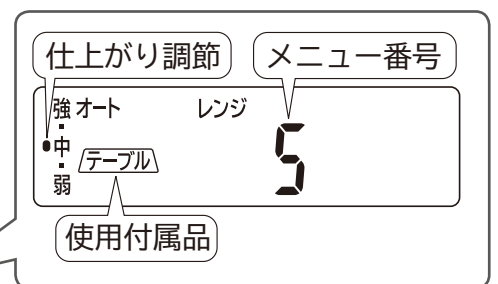 仕上がり調節
メニュー番号
強 オート レンジ
中
テーブル
弱
5
使用付属品